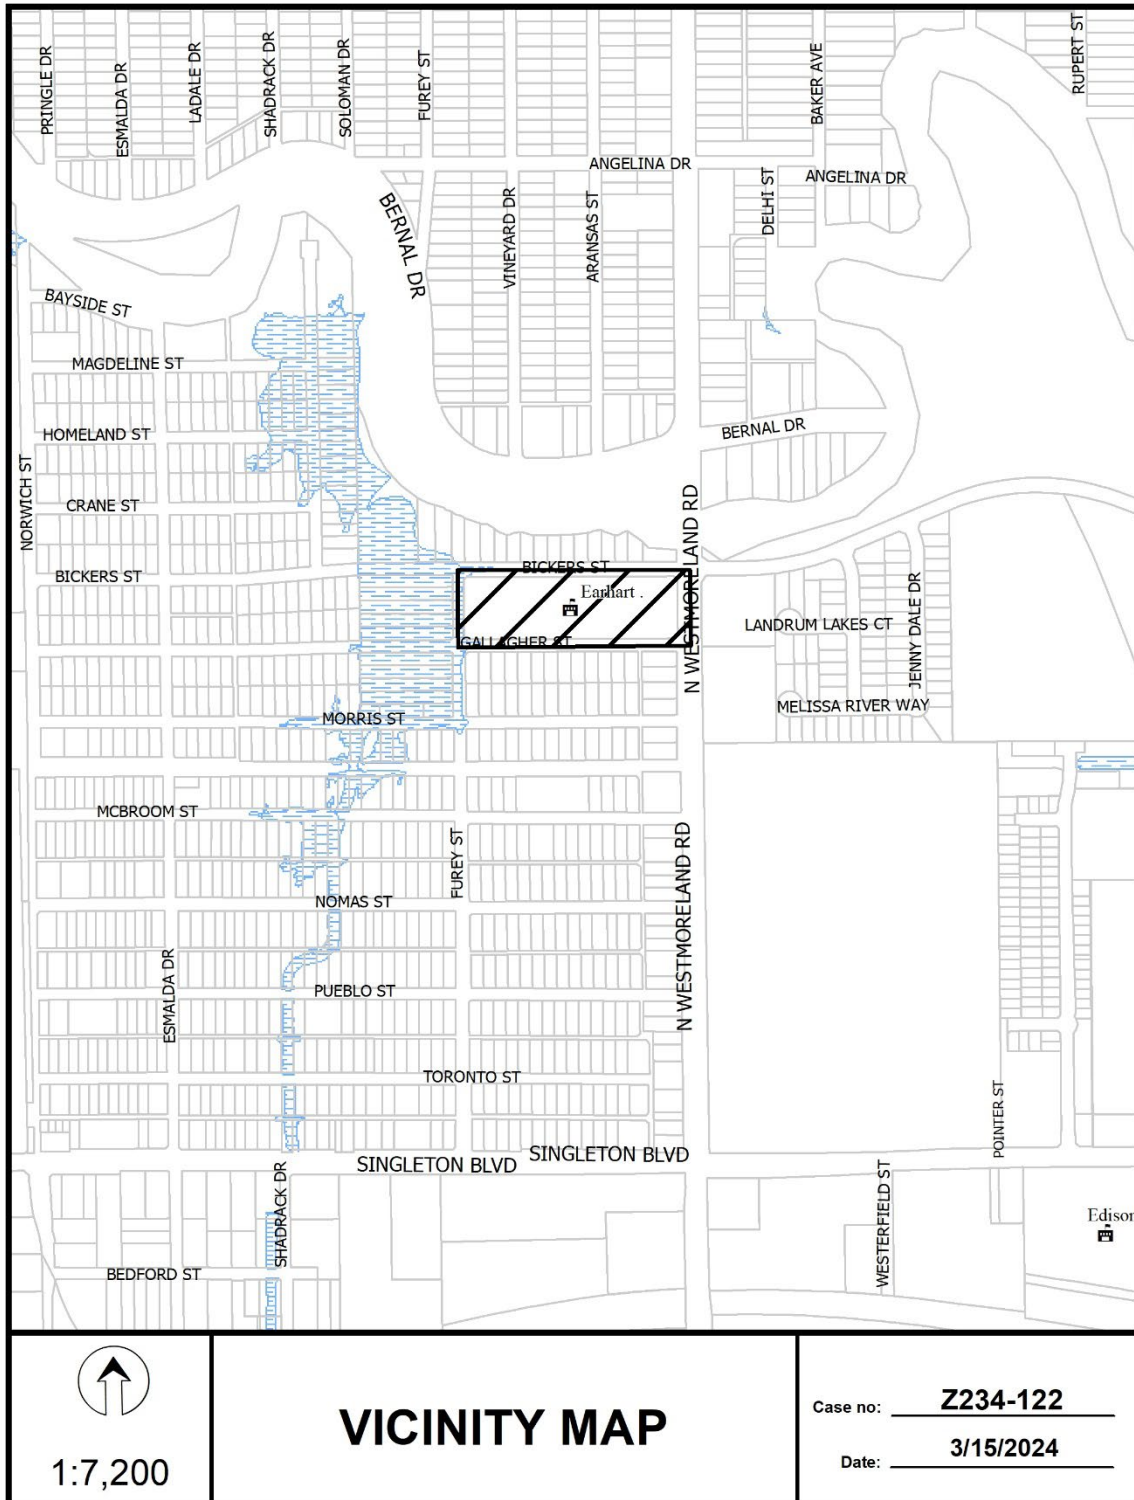 PRINGLE DR
ESMALDA DR
LADALE DR
SHADRACK DR
SOLOMAN DR
FUREY ST
BAKER AVE
RUPERT ST
ANGELINA DR
ANGELINA DR
DELHI ST
BERNAL DR
VINEYARD DR
ARANSAS ST
BAYSIDE ST
MAGDELINE ST
HOMELAND ST
BERNAL DR
NORWICH ST
CRANE ST
N WESTMORELAND RD
BICKERS ST
BICKERS ST
Earhart .
GALLAGHER ST
LANDRUM LAKES CT
JENNY DALE DR
MELISSA RIVER WAY
MORRIS ST
MCBROOM ST
FUREY ST
N WESTMORELAND RD
NOMAS ST
ESMALDA DR
PUEBLO ST
TORONTO ST
POINTER ST
SINGLETON BLVD
SINGLETON BLVD
SHADRACK DR
WESTERFIELD ST
Edison
BEDFORD ST
1:7,200
VICINITY MAP
Case no: Z234-122
Date: 3/15/2024